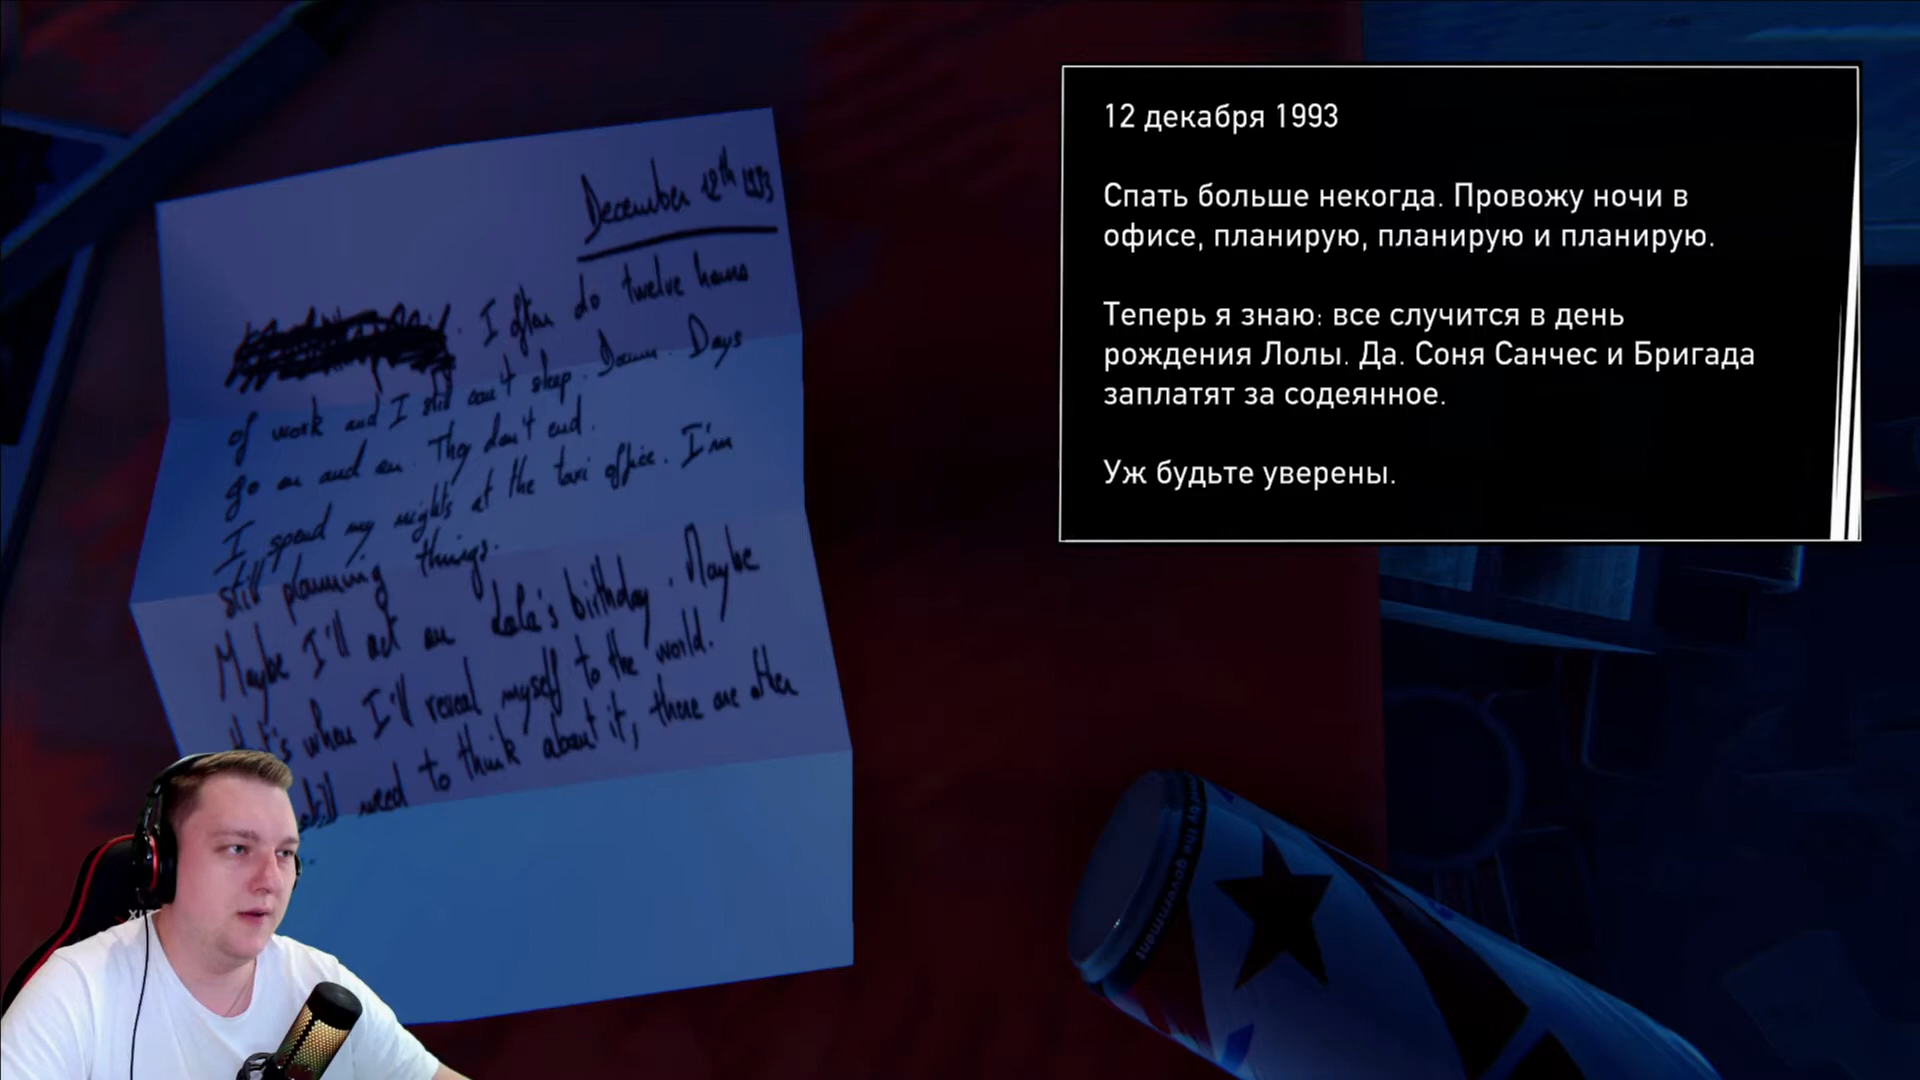 December 12th 1993
. I often do twelve hours
of work and I still can't sleep. Damn. Days
go on and on. They don't end.
I spend my nights at the taxi office. I'm
still planning things.
Maybe I'll act on Lola's birthday. Maybe
that's when I'll reveal myself to the world.
still need to think about it, there are other
12 декабря 1993
Спать больше некогда. Провожу ночи в
офисе, планирую, планирую и планирую.
Теперь я знаю: все случится в день
рождения Лолы. Да. Соня Санчес и Бригада
заплатят за содеянное.
Уж будьте уверены.
by the government